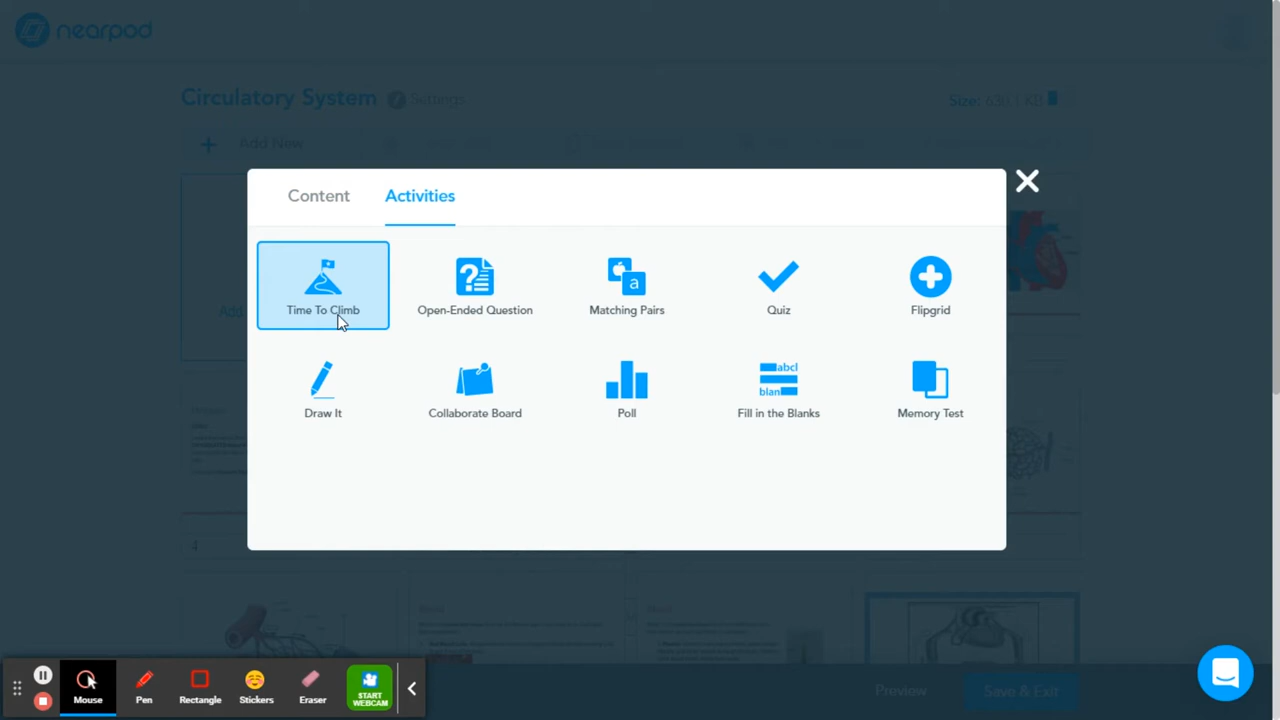 nearpod
Circulatory System Settings
Size: 630.1 KB
Add New
Content Activities
Time To Climb
Open-Ended Question
Matching Pairs
Quiz
Flipgrid
Draw It
Collaborate Board
Poll
abcl
blan
Fill in the Blanks
Memory Test
a
Add
4
Mouse
Pen
Rectangle
Stickers
Eraser
START
WEBCAM
Preview
Save & Exit